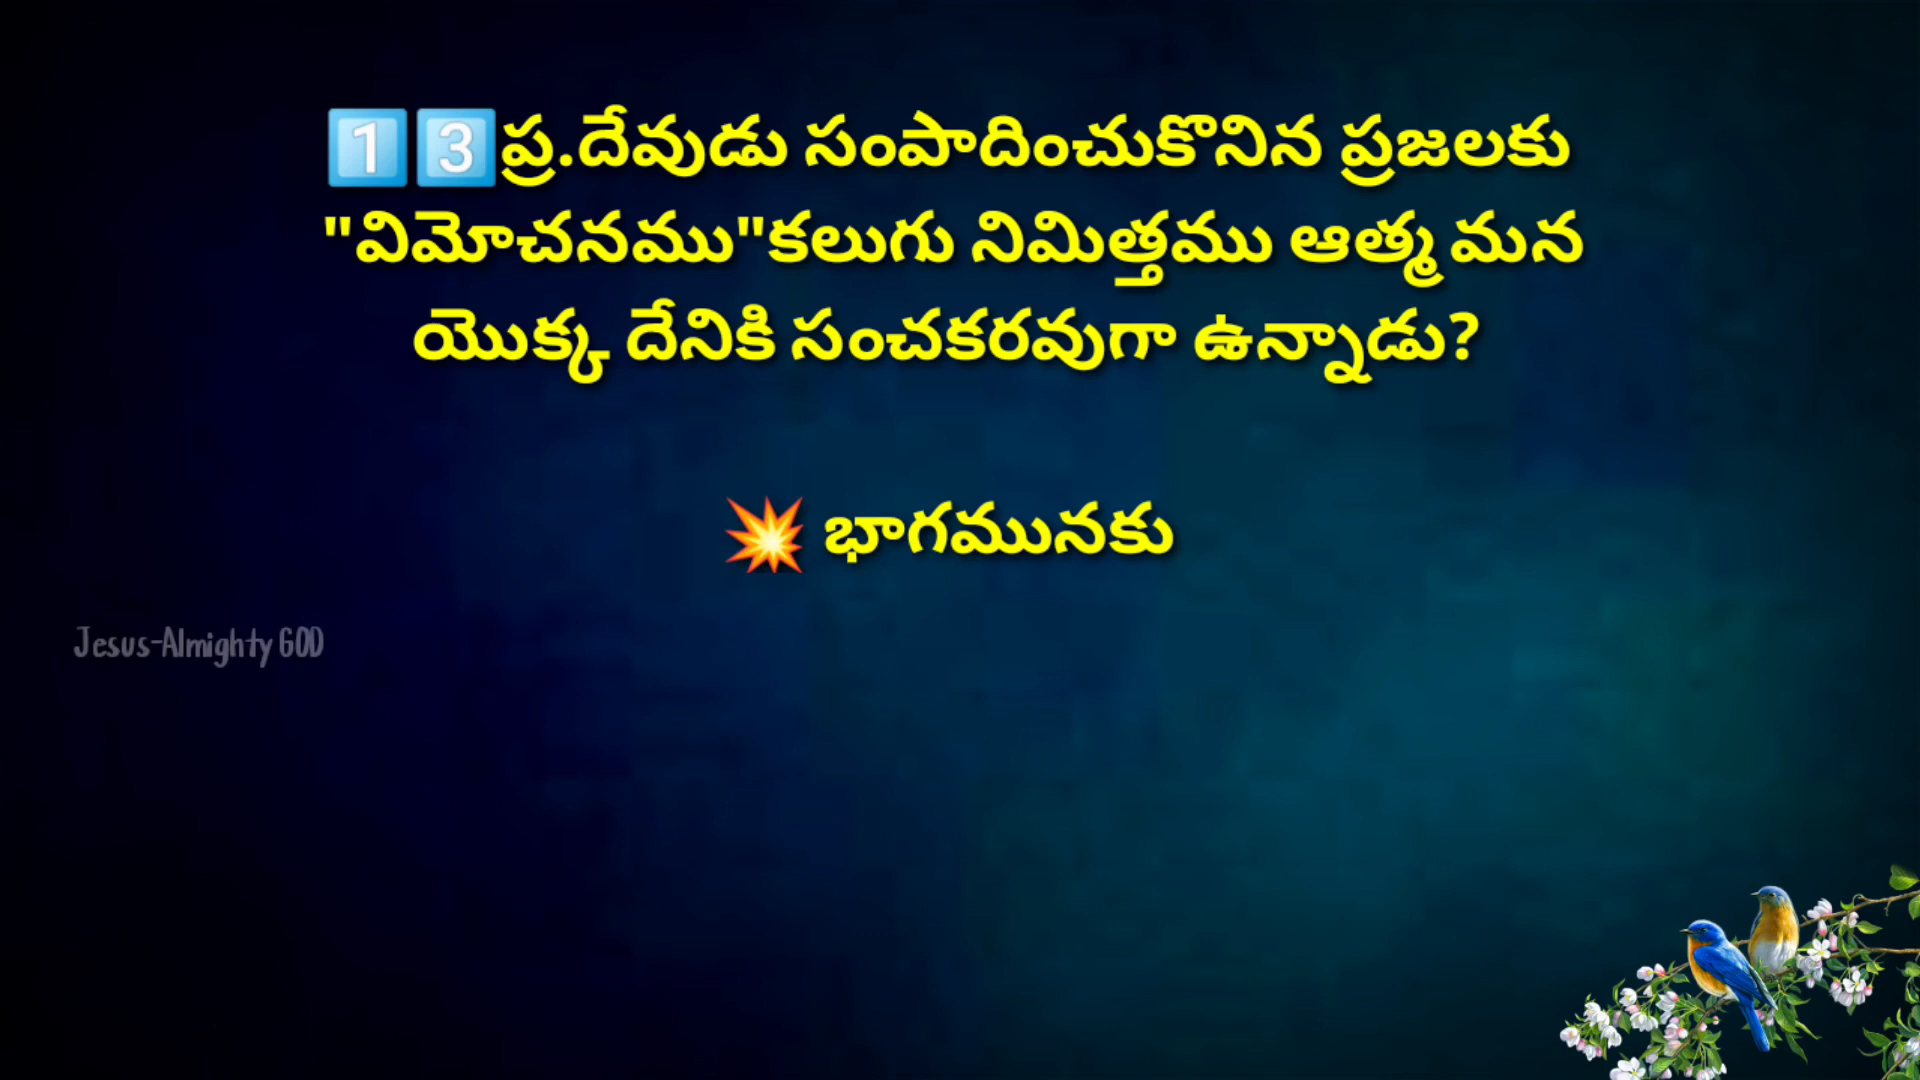 1️⃣3️⃣ప్ర.దేవుడు సంపాదించుకొనిన ప్రజలకు
"విమోచనము"కలుగు నిమిత్తము ఆత్మ మన
యొక్క దేనికి సంచకరవుగా ఉన్నాడు?
💥 భాగమునకు
Jesus-Almighty GOD